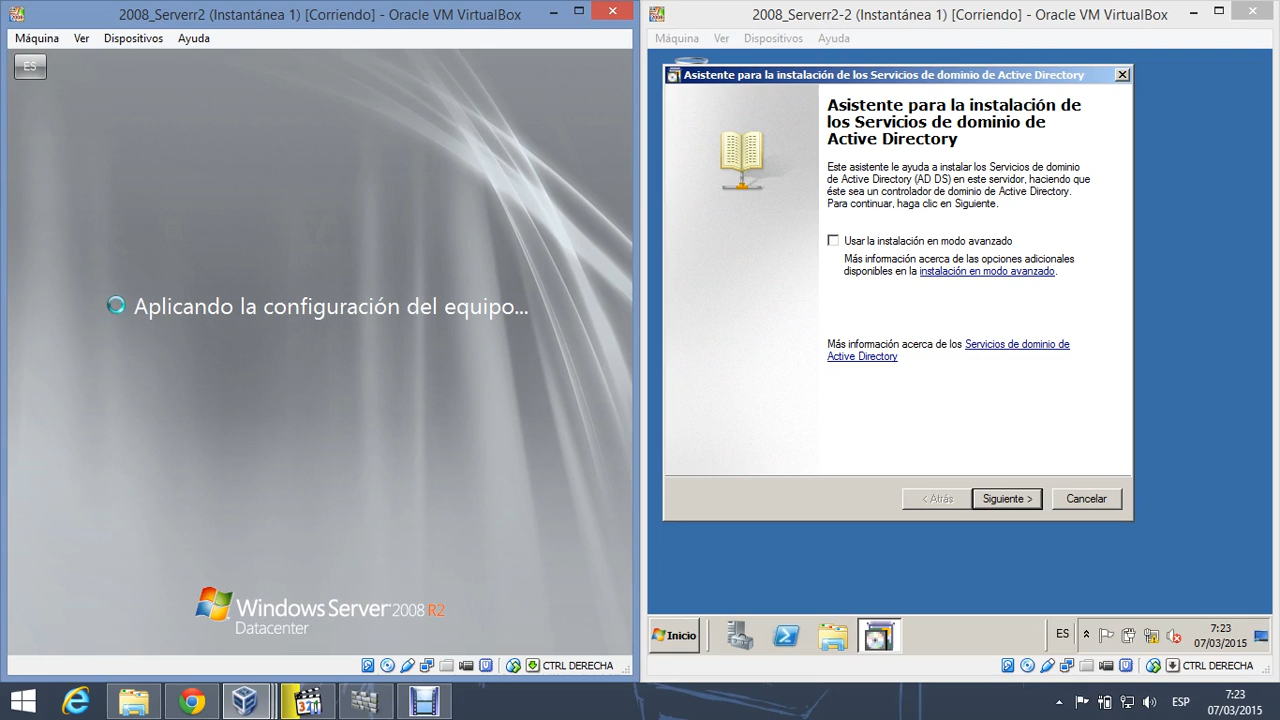 2008_Serverr2 (Instantánea 1) [Corriendo] - Oracle VM VirtualBox
Máquina Ver Dispositivos Ayuda
ES
Aplicando la configuración del equipo...
Windows Server 2008 R2
Datacenter
CTRL DERECHA
2008_Serverr2-2 (Instantánea 1) [Corriendo] - Oracle VM VirtualBox
Máquina Ver Dispositivos Ayuda
Asistente para la instalación de los Servicios de dominio de Active Directory
Asistente para la instalación de
los Servicios de dominio de
Active Directory
Este asistente le ayuda a instalar los Servicios de dominio
de Active Directory (AD DS) en este servidor, haciendo que
éste sea un controlador de dominio de Active Directory.
Para continuar, haga clic en Siguiente.
Usar la instalación en modo avanzado
Más información acerca de las opciones adicionales
disponibles en la instalación en modo avanzado.
Más información acerca de los Servicios de dominio de
Active Directory
< Atrás Siguiente > Cancelar
Inicio
ES
7:23
07/03/2015
CTRL DERECHA
321
ESP
7:23
07/03/2015